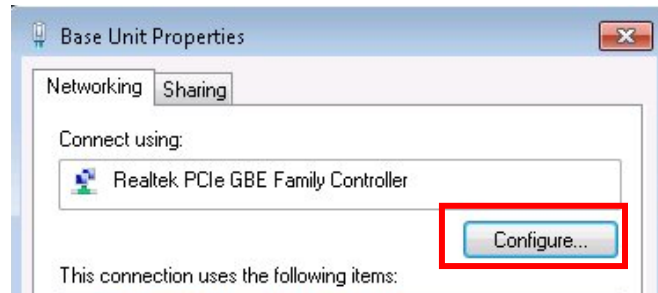 Base Unit Properties
Networking
Sharing
Connect using:
Realtek PCIe GBE Family Controller
Configure...
This connection uses the following items: